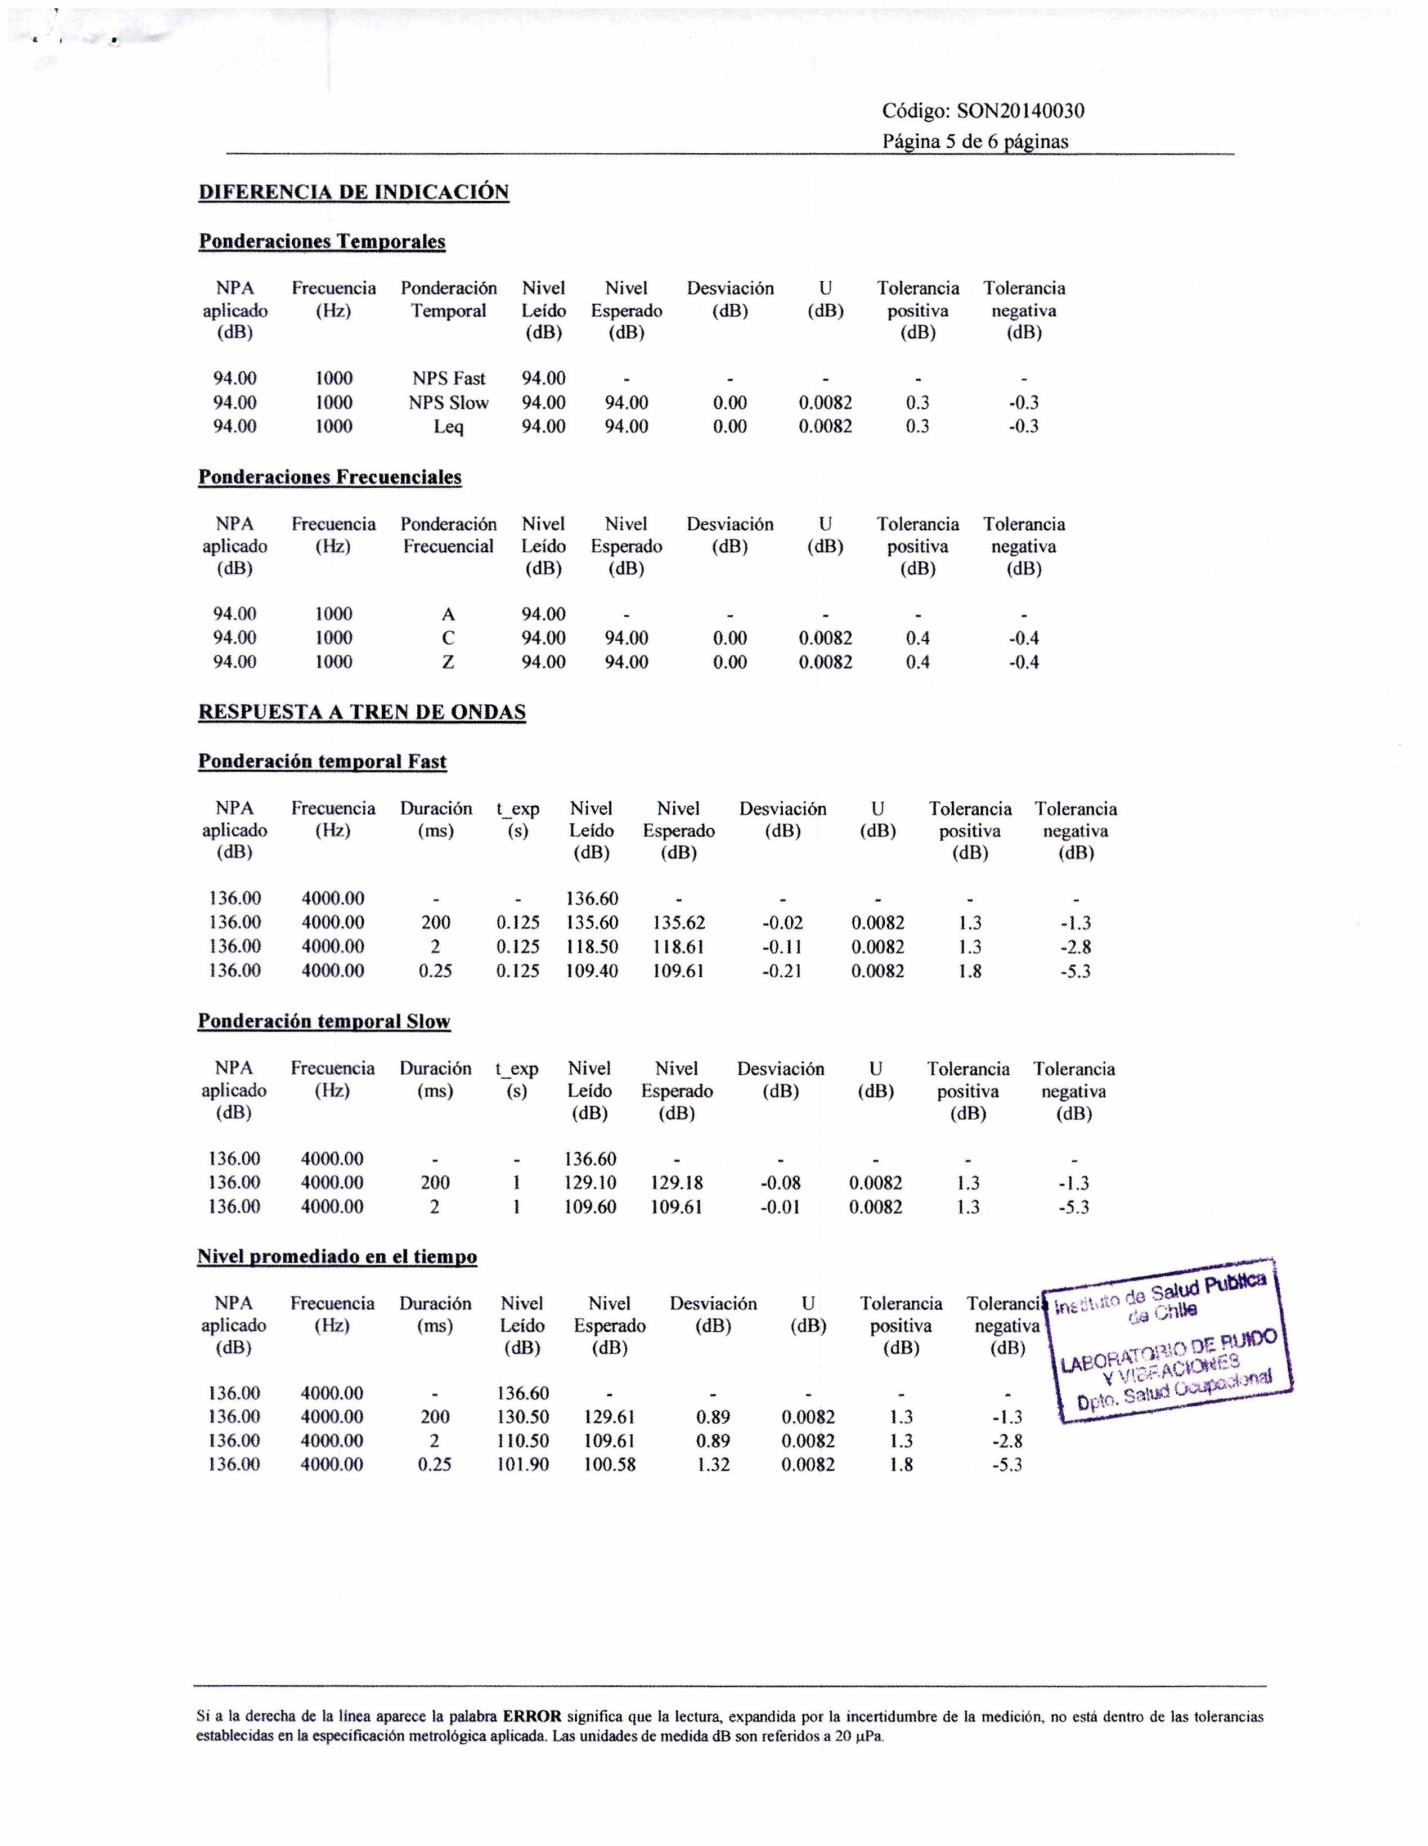 Código: SON20140030
Página 5 de 6 páginas
DIFERENCIA DE INDICACIÓN
Ponderaciones Temporales
NPA Frecuencia Ponderación Nivel Nivel Desviación U Tolerancia Tolerancia
aplicado (Hz) Temporal Leído Esperado (dB) (dB) positiva negativa
(dB) (dB) (dB) (dB) (dB)
94.00 1000 NPS Fast 94.00 - - - - -
94.00 1000 NPS Slow 94.00 94.00 0.00 0.0082 0.3 -0.3
94.00 1000 Leq 94.00 94.00 0.00 0.0082 0.3 -0.3
Ponderaciones Frecuenciales
NPA Frecuencia Ponderación Nivel Nivel Desviación U Tolerancia Tolerancia
aplicado (Hz) Frecuencial Leído Esperado (dB) (dB) positiva negativa
(dB) (dB) (dB) (dB) (dB)
94.00 1000 A 94.00 - - - - -
94.00 1000 C 94.00 94.00 0.00 0.0082 0.4 -0.4
94.00 1000 Z 94.00 94.00 0.00 0.0082 0.4 -0.4
RESPUESTA A TREN DE ONDAS
Ponderación temporal Fast
NPA Frecuencia Duración t_exp Nivel Nivel Desviación U Tolerancia Tolerancia
aplicado (Hz) (ms) (s) Leído Esperado (dB) (dB) positiva negativa
(dB) (dB) (dB) (dB) (dB)
136.00 4000.00 - - 136.60 - - - - -
136.00 4000.00 200 0.125 135.60 135.62 -0.02 0.0082 1.3 -1.3
136.00 4000.00 2 0.125 118.50 118.61 -0.11 0.0082 1.3 -2.8
136.00 4000.00 0.25 0.125 109.40 109.61 -0.21 0.0082 1.8 -5.3
Ponderación temporal Slow
NPA Frecuencia Duración t_exp Nivel Nivel Desviación U Tolerancia Tolerancia
aplicado (Hz) (ms) (s) Leído Esperado (dB) (dB) positiva negativa
(dB) (dB) (dB) (dB) (dB)
136.00 4000.00 - - 136.60 - - - - -
136.00 4000.00 200 1 129.10 129.18 -0.08 0.0082 1.3 -1.3
136.00 4000.00 2 1 109.60 109.61 -0.01 0.0082 1.3 -5.3
Nivel promediado en el tiempo
NPA Frecuencia Duración Nivel Nivel Desviación U Tolerancia Tolerancia
aplicado (Hz) (ms) Leído Esperado (dB) (dB) positiva negativa
(dB) (dB) (dB) (dB) (dB)
136.00 4000.00 - 136.60 - - - - -
136.00 4000.00 200 130.50 129.61 0.89 0.0082 1.3 -1.3
136.00 4000.00 2 110.50 109.61 0.89 0.0082 1.3 -2.8
136.00 4000.00 0.25 101.90 100.58 1.32 0.0082 1.8 -5.3
Instituto de Salud Publica
de Chile
LABORATORIO DE RUIDO
Y VIBRACIONES
Dpto. Salud Ocupacional
Si a la derecha de la línea aparece la palabra ERROR significa que la lectura, expandida por la incertidumbre de la medición, no está dentro de las tolerancias
establecidas en la especificación metrológica aplicada. Las unidades de medida dB son referidos a 20 µPa.